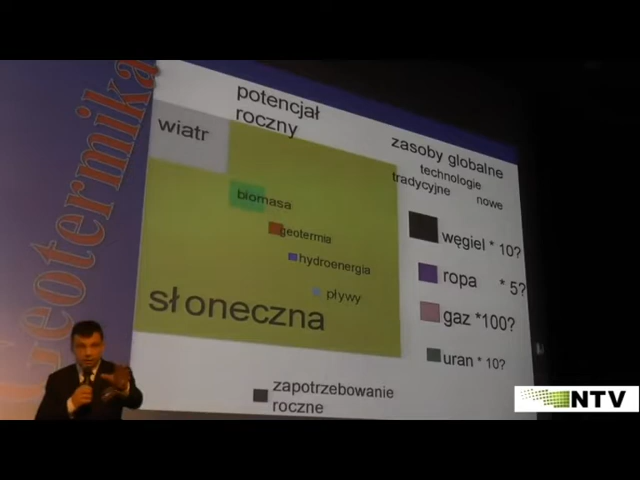 Geotermika
potencjał
roczny
zasoby globalne
technologie
tradycyjne
nowe
wiatr
biomasa
geotermia
hydroenergia
pływy
słoneczna
węgiel * 10?
ropa * 5?
gaz *100?
uran * 10?
zapotrzebowanie
roczne
NTV